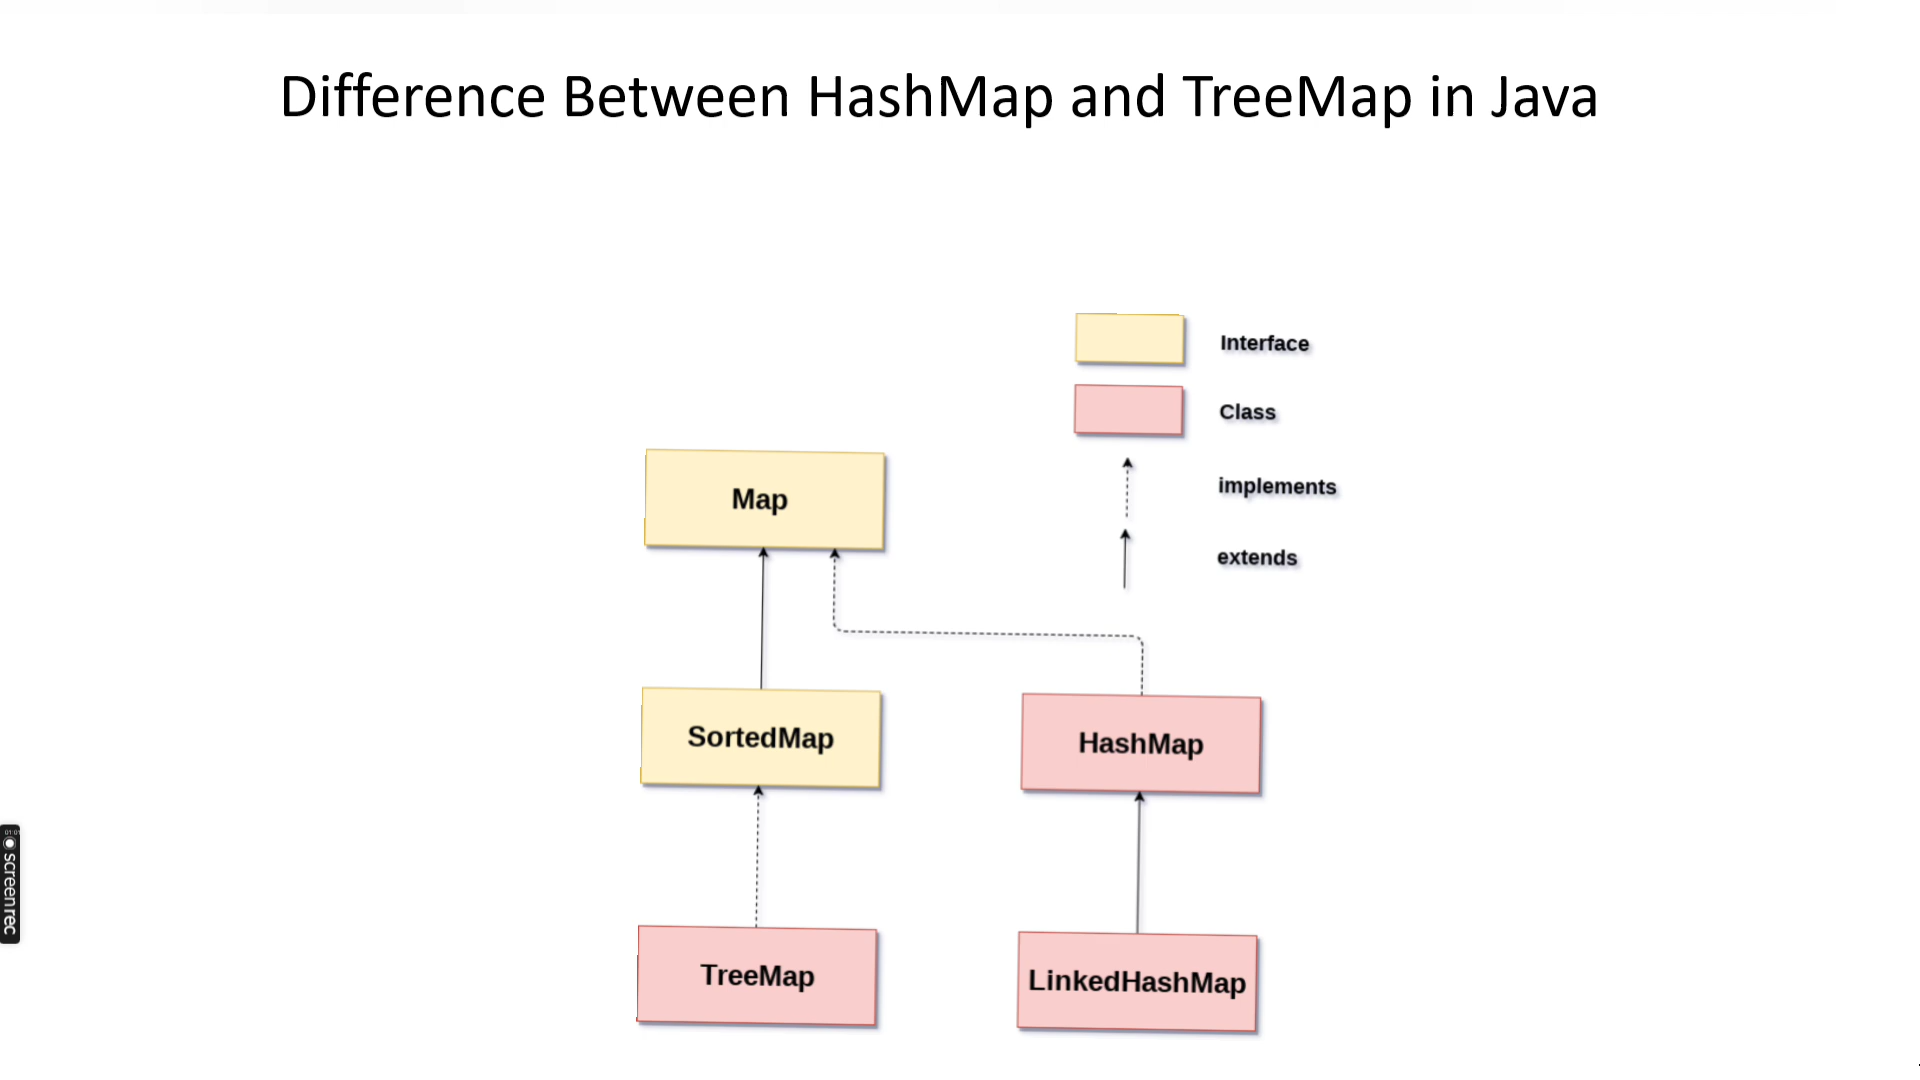 Difference Between HashMap and TreeMap in Java
Interface
Class
implements
extends
Map
SortedMap
HashMap
TreeMap
LinkedHashMap
screenrec